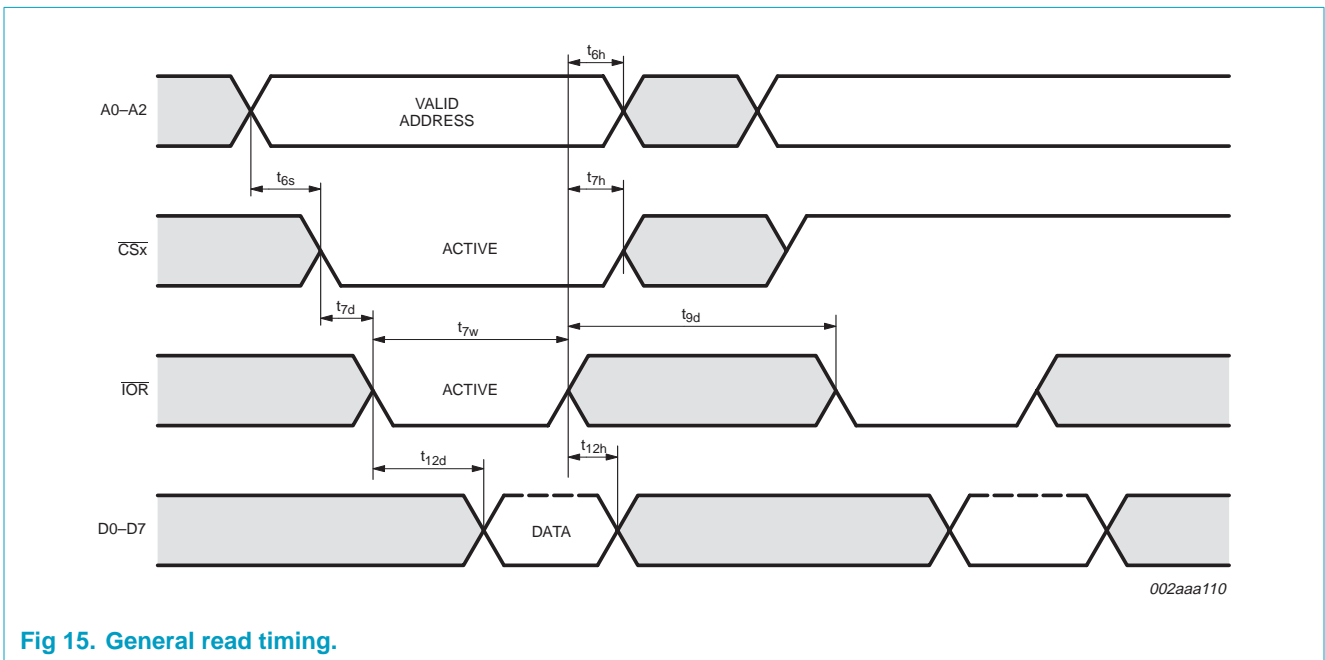 t6h
A0–A2
VALID
ADDRESS
t6s
t7h
CSx
ACTIVE
t7d
t7w
t9d
IOR
ACTIVE
t12d
t12h
D0–D7
DATA
002aaa110
Fig 15. General read timing.